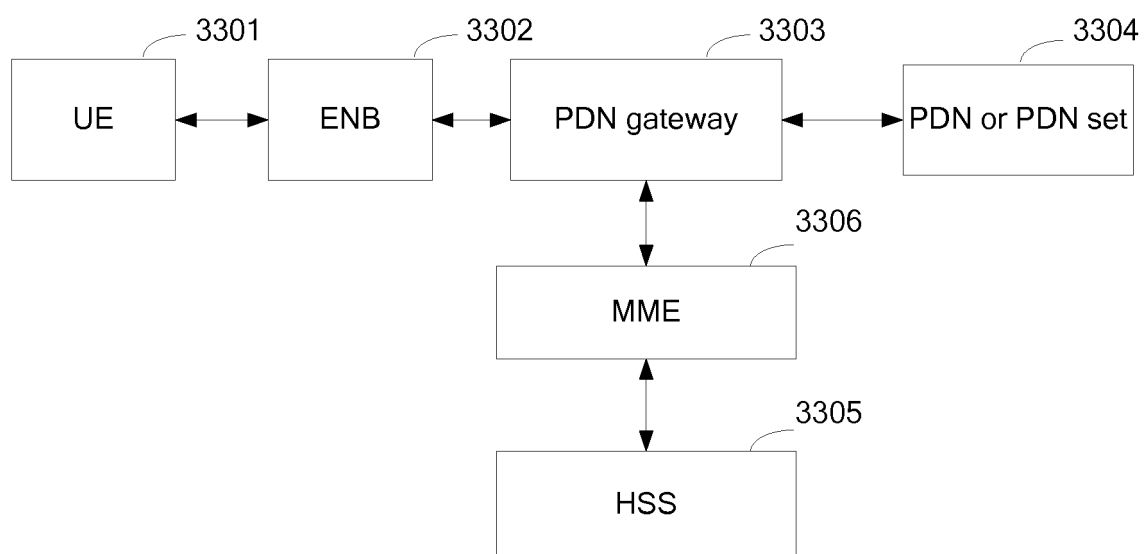 3301
3302
3303
3304
UE
ENB
PDN gateway
PDN or PDN set
3306
MME
3305
HSS